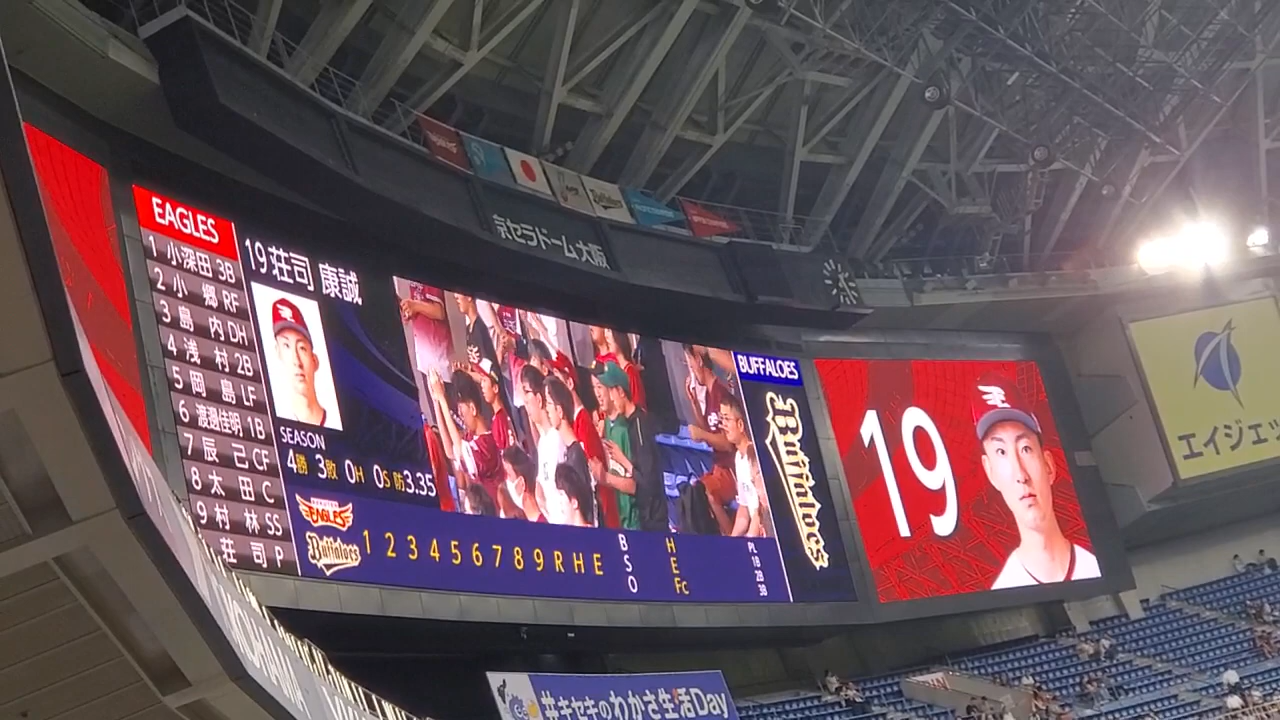 京セラドーム大阪
EAGLES
1 小深田 3B
2 小 郷 RF
3 島 内 DH
4 浅 村 2B
5 岡 島 LF
6 渡邊佳明 1B
7 辰 己 CF
8 太 田 C
9 村 林 SS
荘 司 P
19 荘司 康誠
SEASON
4勝 3敗 0H 0S 防3.35
EAGLES
Buffaloes
1 2 3 4 5 6 7 8 9 R H E
B
S
O
H
E
FC
PL
1B
2B
3B
BUFFALOES
Buffaloes
19
エイジェッ
#キセキのわかさ生活Day